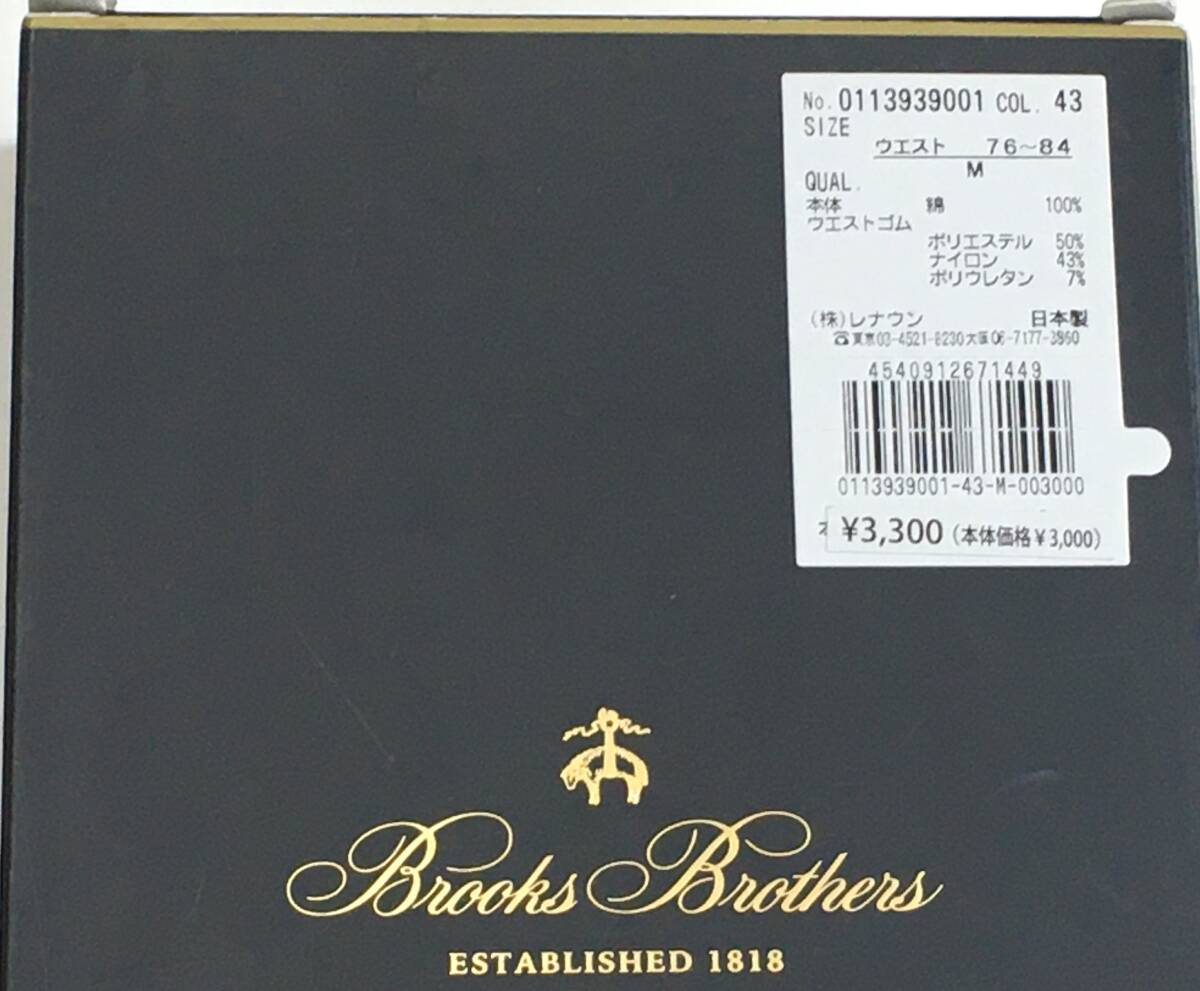 No. 0113939001 COL. 43
SIZE
ウエスト 76～84
M
QUAL.
本体 綿 100%
ウエストゴム
ポリエステル 50%
ナイロン 43%
ポリウレタン 7%
(株)レナウン 日本製
☎東京03-4521-8230大阪06-7177-3960
4540912671449
0113939001-43-M-003000
¥3,300(本体価格¥3,000)
Brooks Brothers
ESTABLISHED 1818